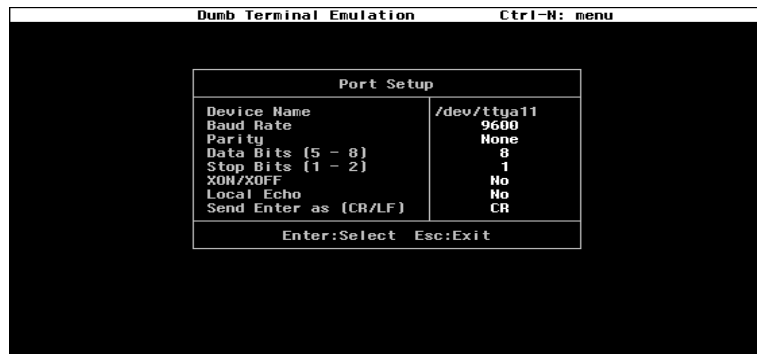 Dumb Terminal Emulation Ctrl-N: menu
Port Setup
Device Name /dev/ttya11
Baud Rate 9600
Parity None
Data Bits (5 - 8) 8
Stop Bits (1 - 2) 1
XON/XOFF No
Local Echo No
Send Enter as (CR/LF) CR
Enter:Select Esc:Exit